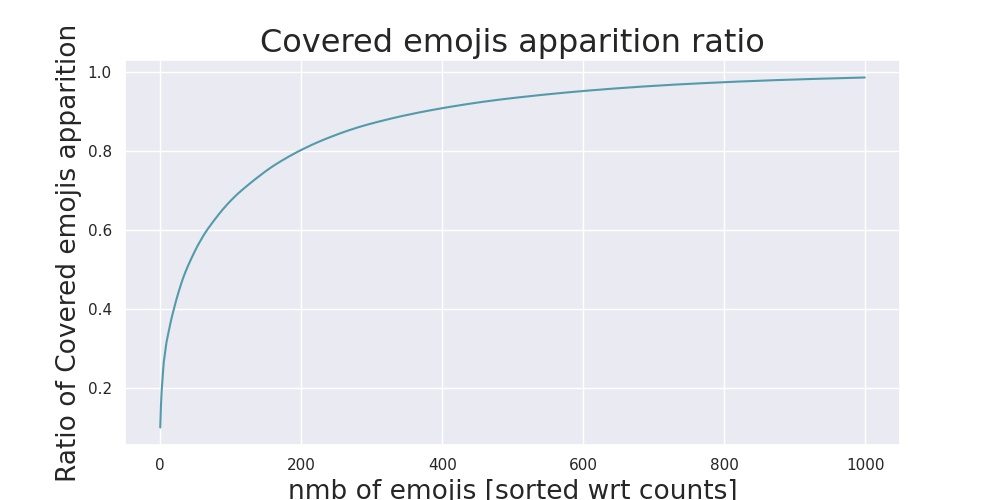 Covered emojis apparition ratio
Ratio of Covered emojis apparition
1.0
0.8
0.6
0.4
0.2
0 200 400 600 800 1000
nmb of emojis [sorted wrt counts]